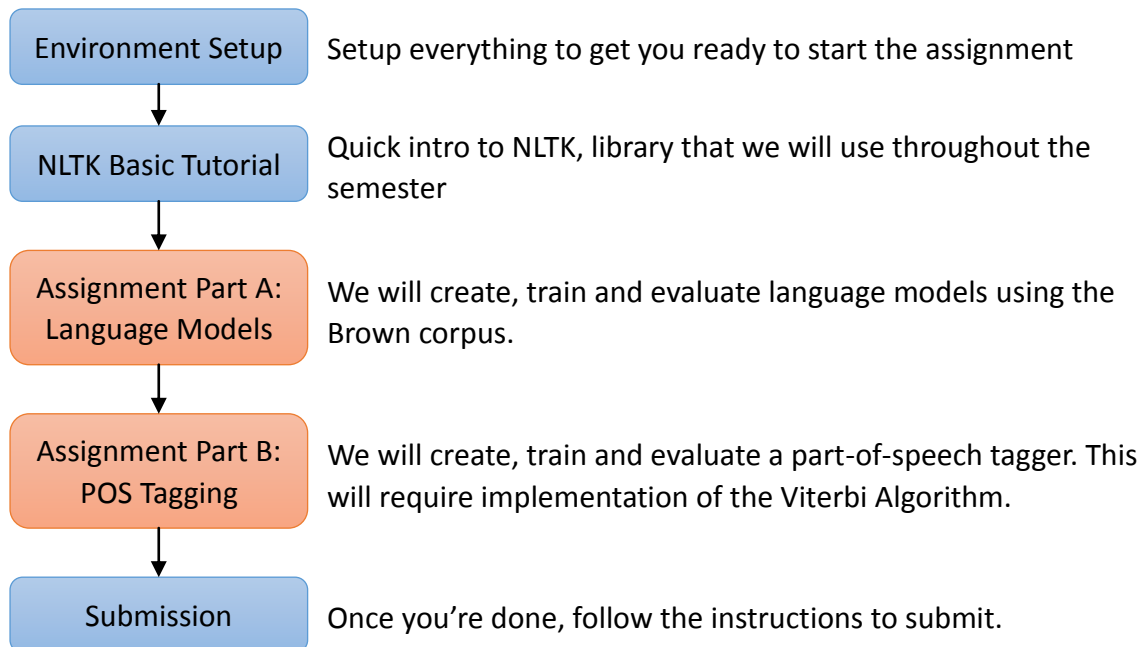 Environment Setup
Setup everything to get you ready to start the assignment
NLTK Basic Tutorial
Quick intro to NLTK, library that we will use throughout the
semester
Assignment Part A:
Language Models
We will create, train and evaluate language models using the
Brown corpus.
Assignment Part B:
POS Tagging
We will create, train and evaluate a part-of-speech tagger. This
will require implementation of the Viterbi Algorithm.
Submission
Once you’re done, follow the instructions to submit.